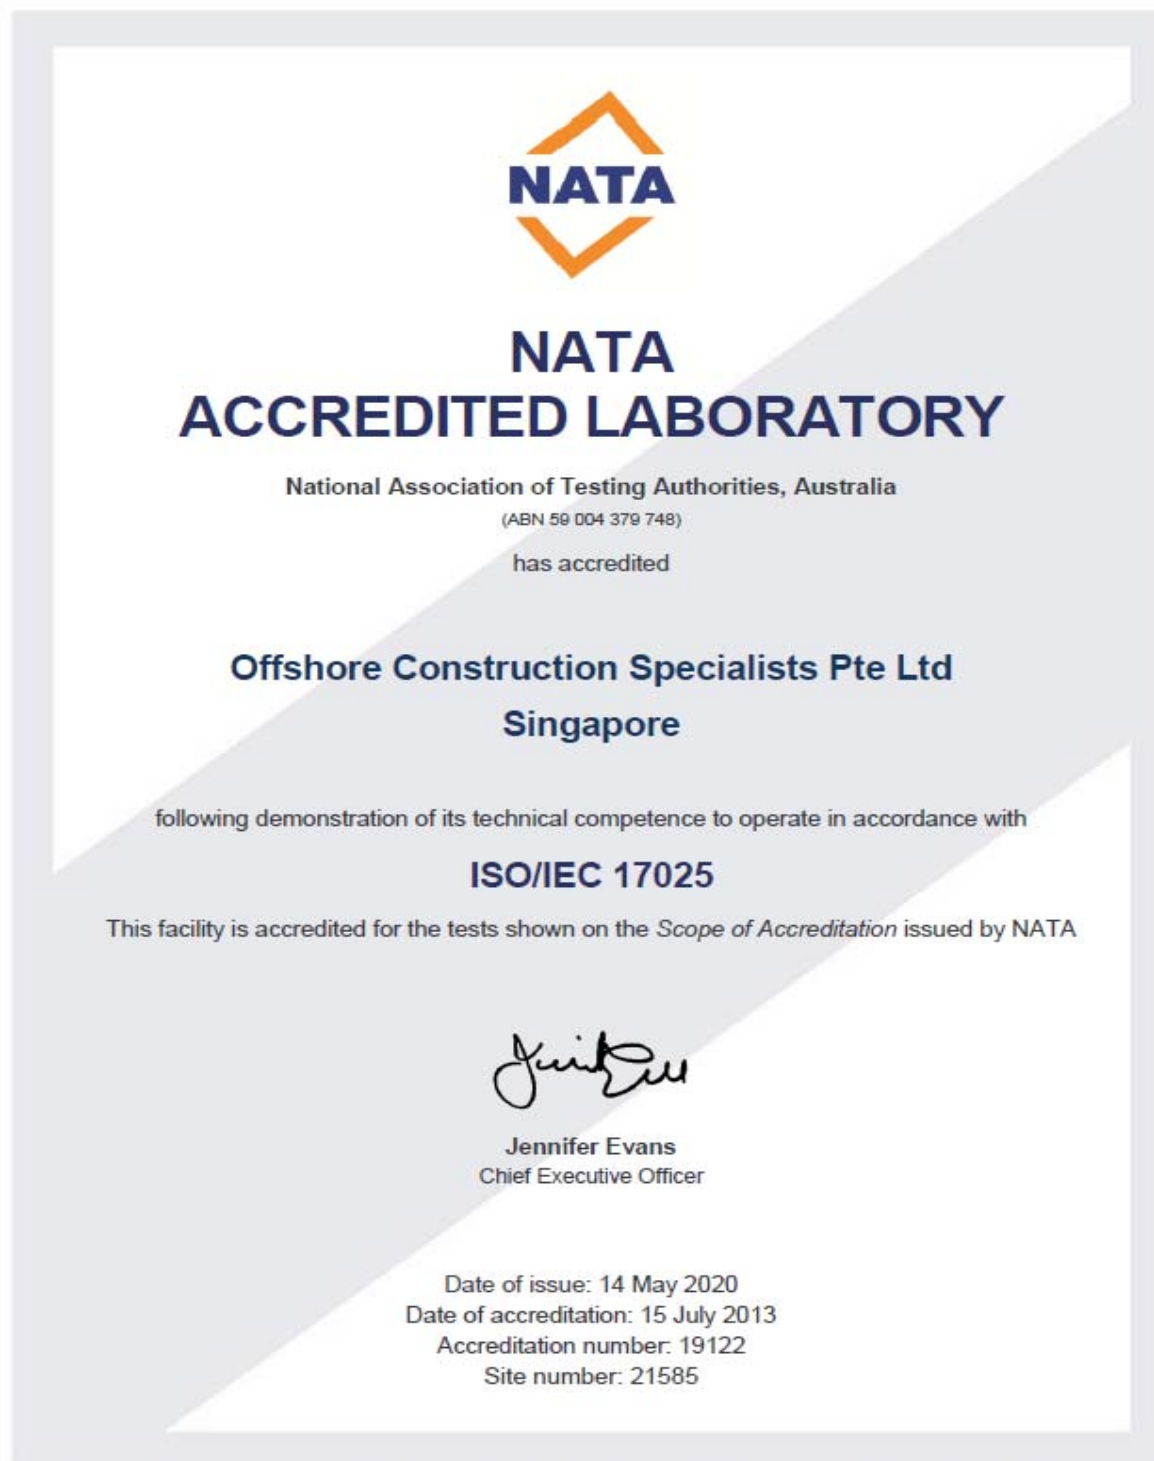 NATA
NATA
ACCREDITED LABORATORY
National Association of Testing Authorities, Australia
(ABN 59 004 379 748)
has accredited
Offshore Construction Specialists Pte Ltd
Singapore
following demonstration of its technical competence to operate in accordance with
ISO/IEC 17025
This facility is accredited for the tests shown on the Scope of Accreditation issued by NATA
Jennifer Evans
Chief Executive Officer
Date of issue: 14 May 2020
Date of accreditation: 15 July 2013
Accreditation number: 19122
Site number: 21585